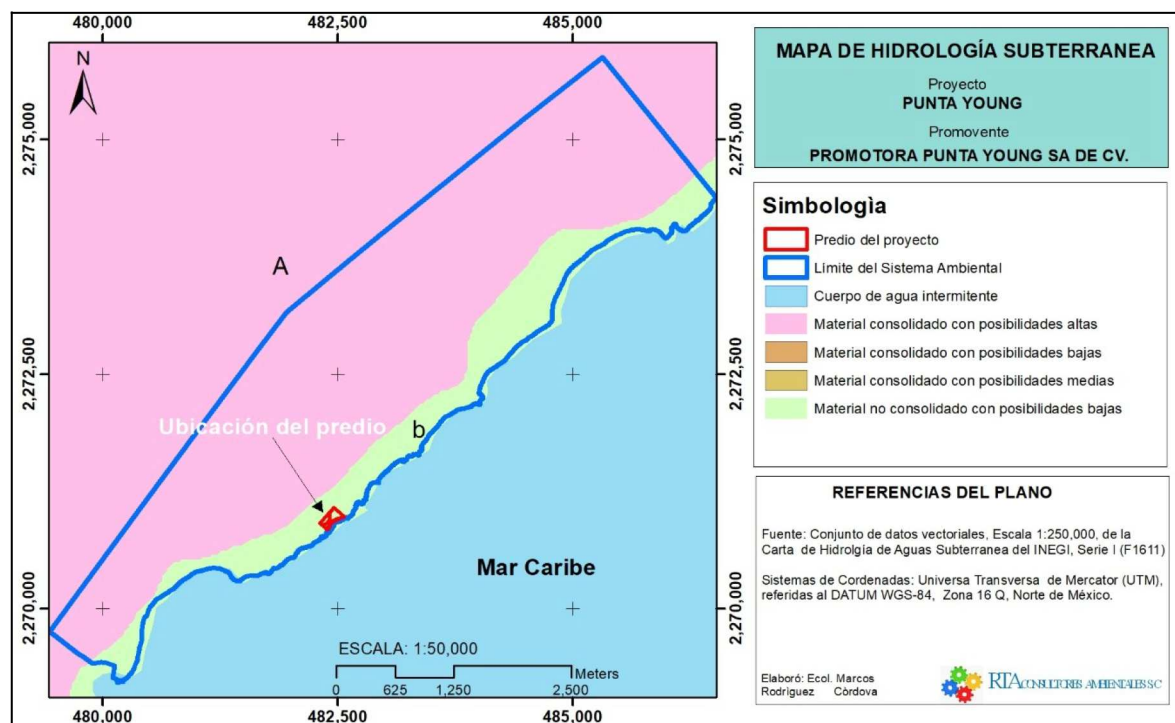 480,000
482,500
485,000
N
2,275,000
2,275,000
A
2,272,500
2,272,500
Ubicación del predio
b
Mar Caribe
2,270,000
2,270,000
ESCALA: 1:50,000
Meters
0
625
1,250
2,500
480,000
482,500
485,000
MAPA DE HIDROLOGÍA SUBTERRANEA
Proyecto
PUNTA YOUNG
Promovente
PROMOTORA PUNTA YOUNG SA DE CV.
Simbologìa
Predio del proyecto
Límite del Sistema Ambiental
Cuerpo de agua intermitente
Material consolidado con posibilidades altas
Material consolidado con posibilidades bajas
Material consolidado con posibilidades medias
Material no consolidado con posibilidades bajas
REFERENCIAS DEL PLANO
Fuente: Conjunto de datos vectoriales, Escala 1:250,000, de la
Carta de Hidrolgía de Aguas Subterranea del INEGI, Serie I (F1611)
Sistemas de Cordenadas: Universa Transversa de Mercator (UTM),
referidas al DATUM WGS-84, Zona 16 Q, Norte de México.
Elaboró: Ecol. Marcos
Rodriguez Córdova
RTA CONSULTORES AMBIENTALES S.C